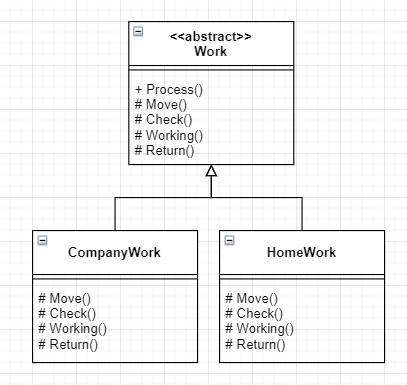 <<abstract>>
Work
+ Process()
# Move()
# Check()
# Working()
# Return()
CompanyWork
# Move()
# Check()
# Working()
# Return()
HomeWork
# Move()
# Check()
# Working()
# Return()